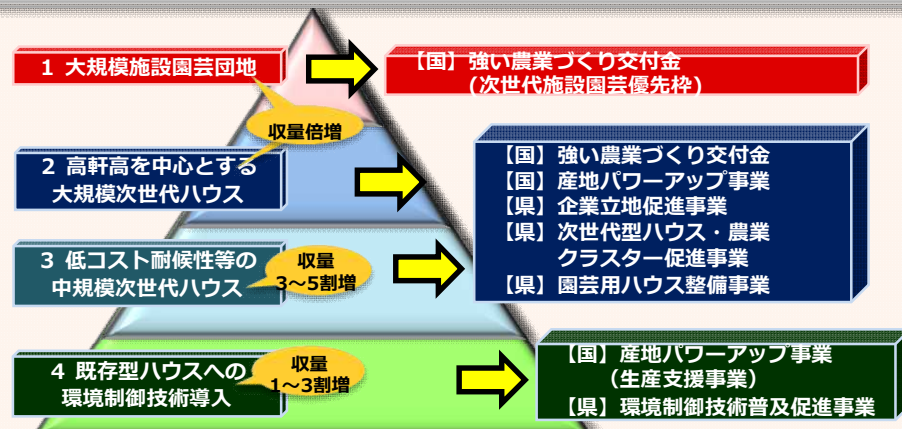 1 大規模施設園芸団地
【国】強い農業づくり交付金
(次世代施設園芸優先枠)
収量倍増
2 高軒高を中心とする
大規模次世代ハウス
【国】強い農業づくり交付金
【国】産地パワーアップ事業
【県】企業立地促進事業
【県】次世代型ハウス・農業
クラスター促進事業
【県】園芸用ハウス整備事業
3 低コスト耐候性等の
中規模次世代ハウス
収量
3~5割増
4 既存型ハウスへの
環境制御技術導入
収量
1~3割増
【国】産地パワーアップ事業
（生産支援事業）
【県】環境制御技術普及促進事業